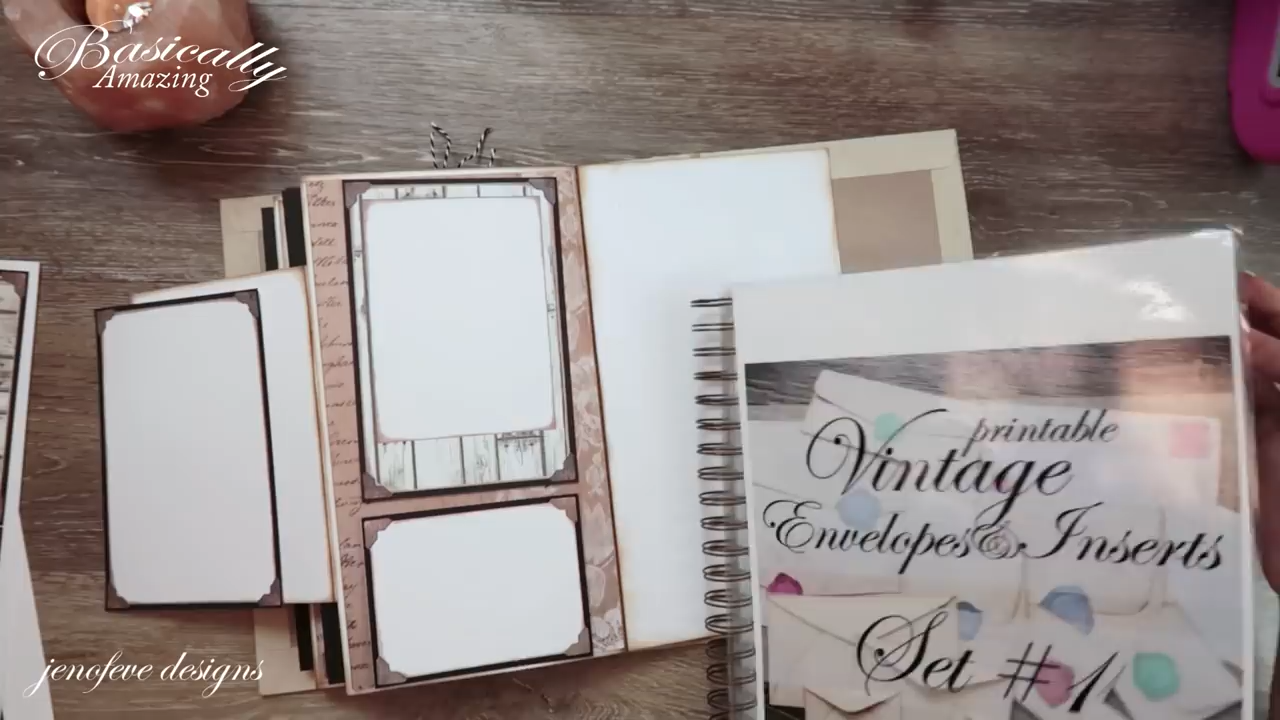 Basically
Amazing
printable
Vintage
Envelopes & Inserts
Set #1
jenofeve designs